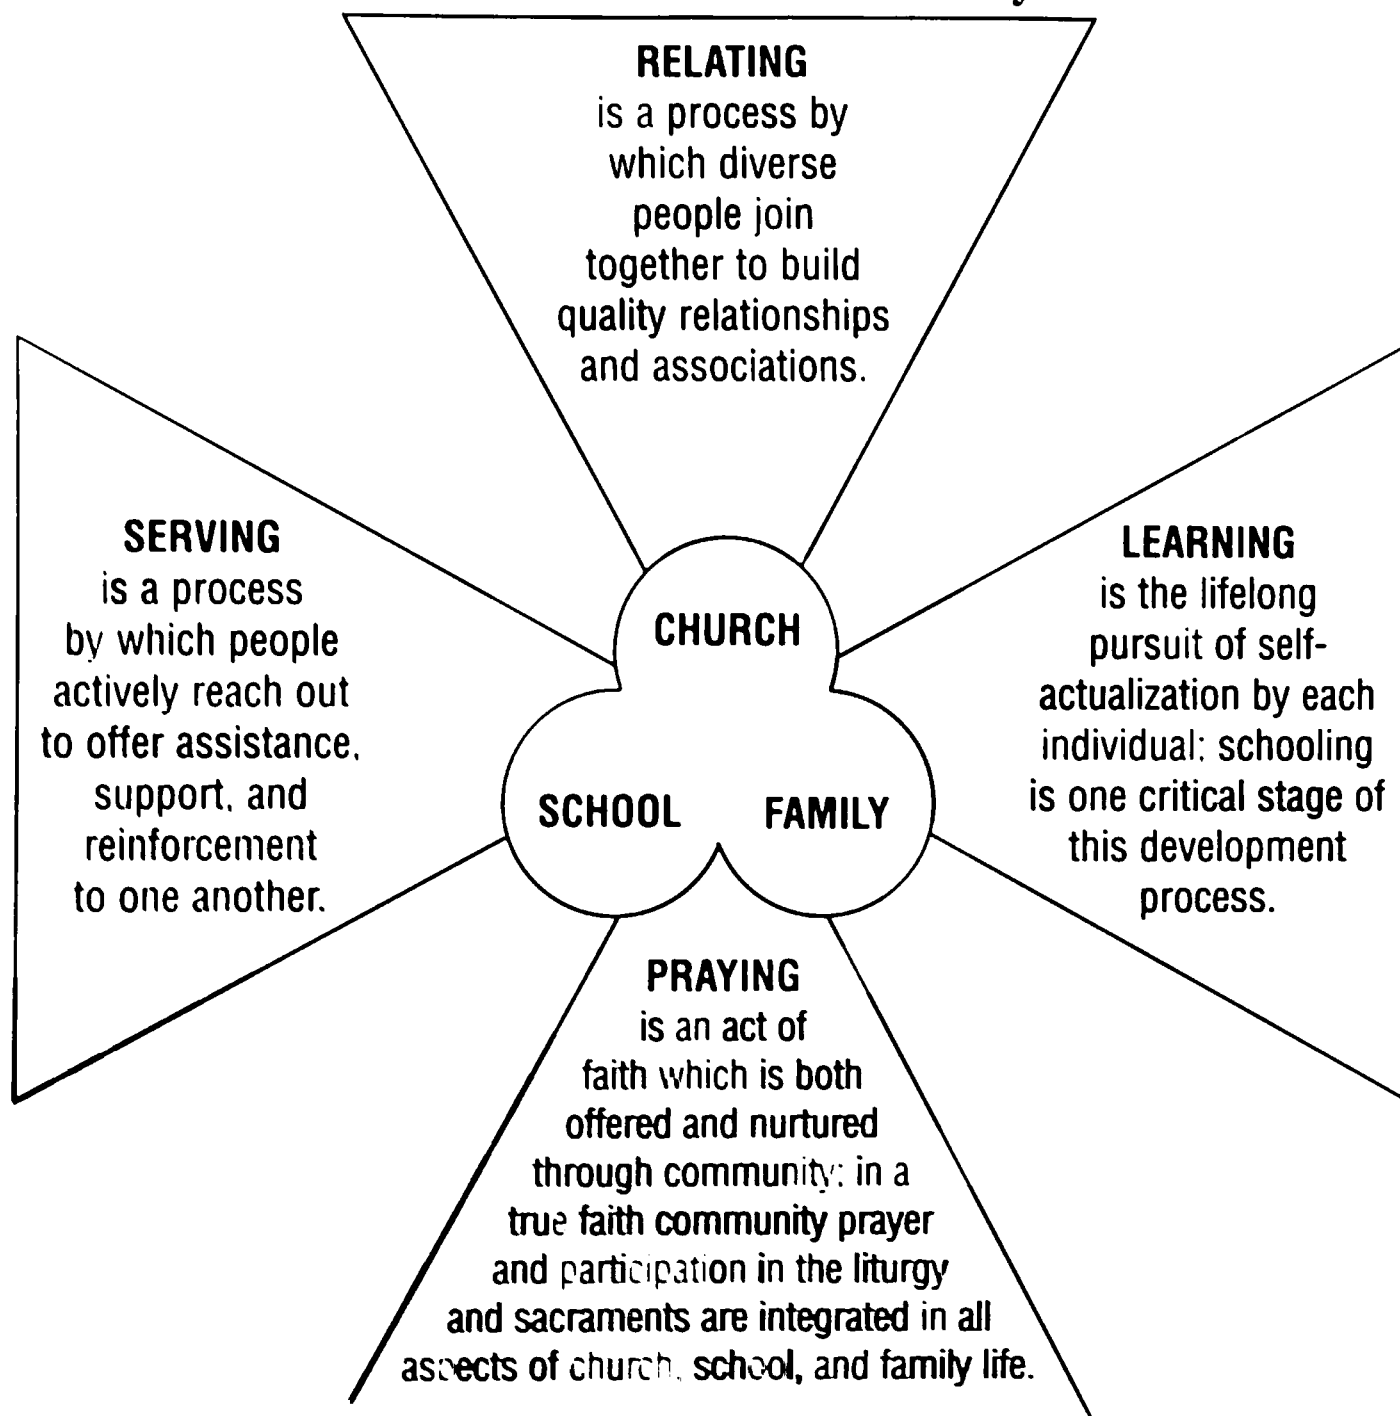 RELATING
is a process by
which diverse
people join
together to build
quality relationships
and associations.
SERVING
is a process
by which people
actively reach out
to offer assistance,
support, and
reinforcement
to one another.
CHURCH
SCHOOL FAMILY
LEARNING
is the lifelong
pursuit of self-
actualization by each
individual; schooling
is one critical stage of
this development
process.
PRAYING
is an act of
faith which is both
offered and nurtured
through community; in a
true faith community prayer
and participation in the liturgy
and sacraments are integrated in all
aspects of church, school, and family life.